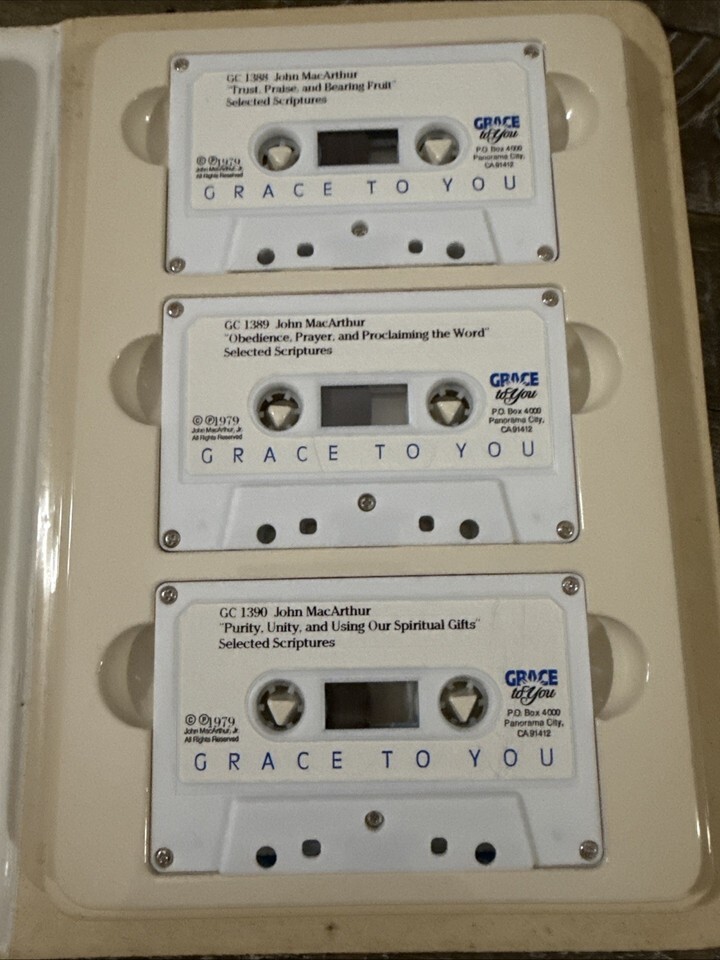 GC 1388 John MacArthur
"Trust, Praise, and Bearing Fruit"
Selected Scriptures
GRACE
to You
P.O. Box 4000
Panorama City,
CA 91412
© ℗1979
John MacArthur, Jr.
All Rights Reserved
GRACE TO YOU
GC 1389 John MacArthur
"Obedience, Prayer, and Proclaiming the Word"
Selected Scriptures
GRACE
to You
P.O. Box 4000
Panorama City,
CA 91412
© ℗1979
John MacArthur, Jr.
All Rights Reserved
GRACE TO YOU
GC 1390 John MacArthur
"Purity, Unity, and Using Our Spiritual Gifts"
Selected Scriptures
GRACE
to You
P.O. Box 4000
Panorama City,
CA 91412
© ℗1979
John MacArthur, Jr.
All Rights Reserved
GRACE TO YOU